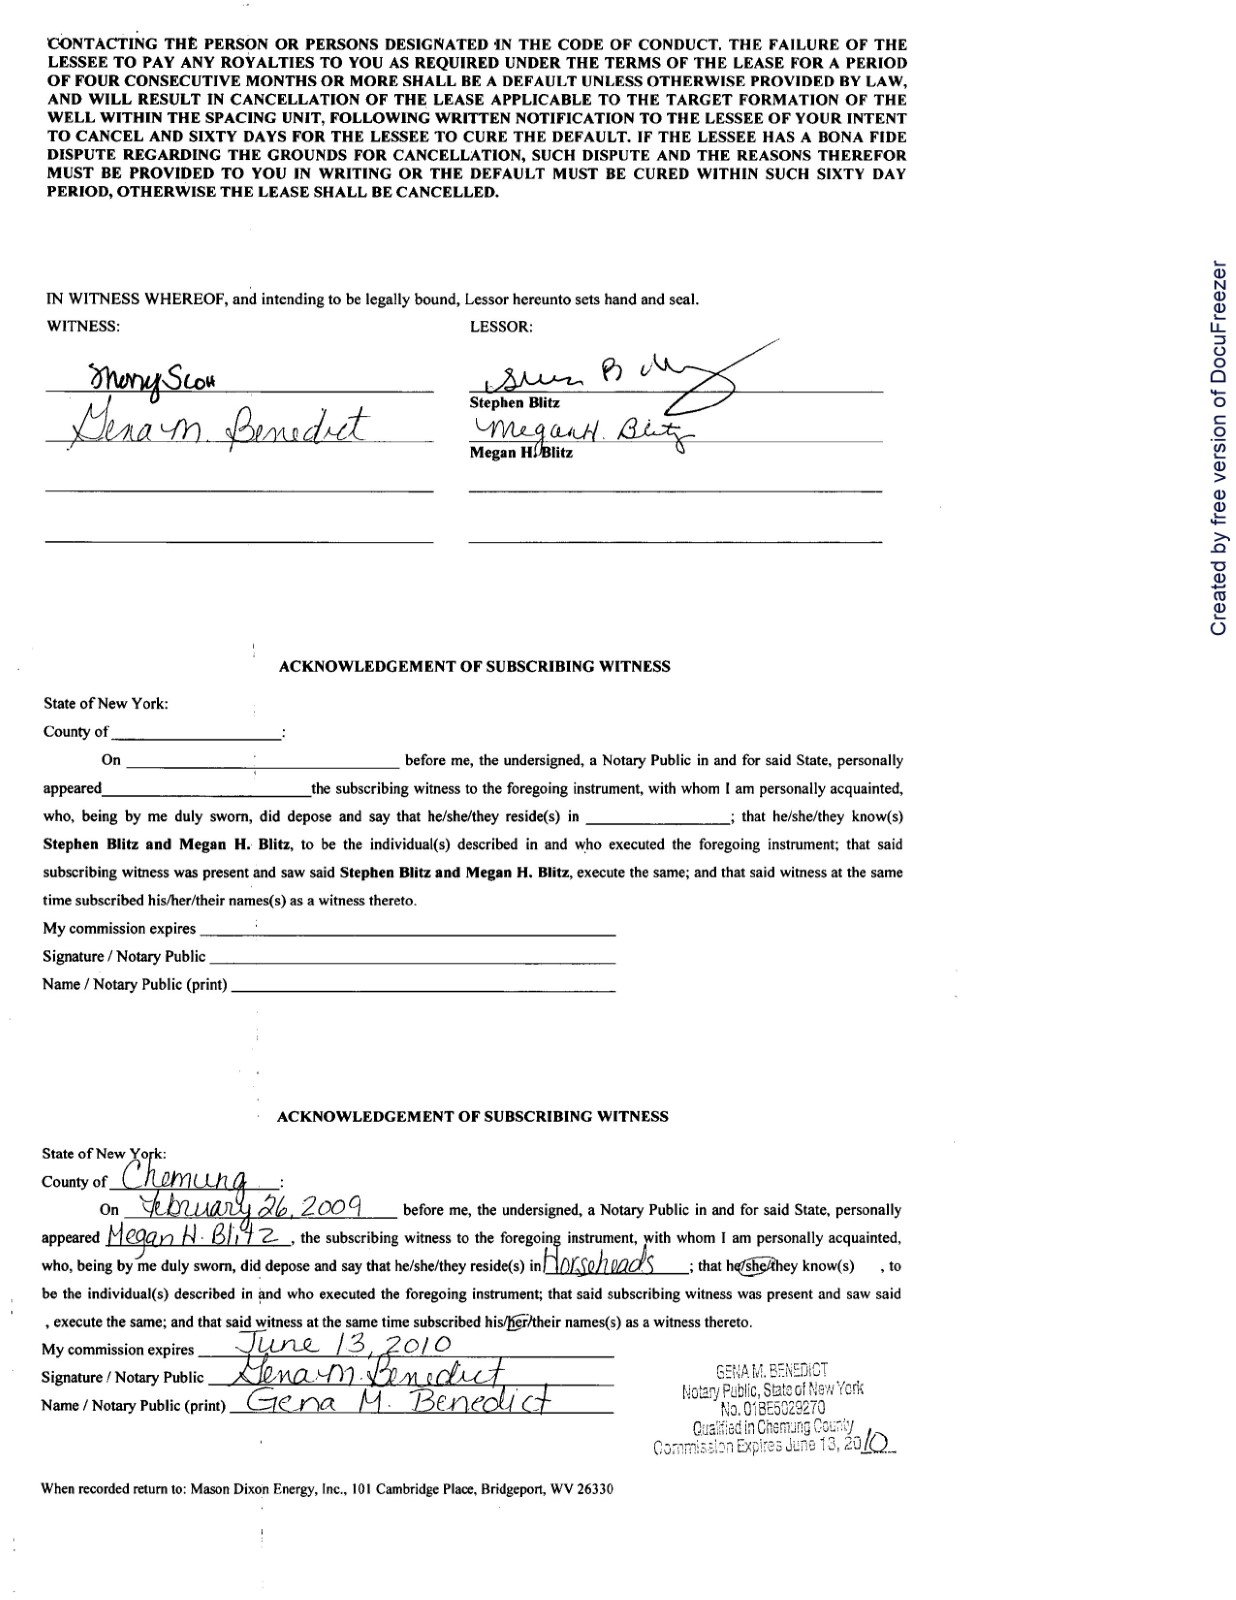 CONTACTING THE PERSON OR PERSONS DESIGNATED IN THE CODE OF CONDUCT. THE FAILURE OF THE
LESSEE TO PAY ANY ROYALTIES TO YOU AS REQUIRED UNDER THE TERMS OF THE LEASE FOR A PERIOD
OF FOUR CONSECUTIVE MONTHS OR MORE SHALL BE A DEFAULT UNLESS OTHERWISE PROVIDED BY LAW,
AND WILL RESULT IN CANCELLATION OF THE LEASE APPLICABLE TO THE TARGET FORMATION OF THE
WELL WITHIN THE SPACING UNIT, FOLLOWING WRITTEN NOTIFICATION TO THE LESSEE OF YOUR INTENT
TO CANCEL AND SIXTY DAYS FOR THE LESSEE TO CURE THE DEFAULT. IF THE LESSEE HAS A BONA FIDE
DISPUTE REGARDING THE GROUNDS FOR CANCELLATION, SUCH DISPUTE AND THE REASONS THEREFOR
MUST BE PROVIDED TO YOU IN WRITING OR THE DEFAULT MUST BE CURED WITHIN SUCH SIXTY DAY
PERIOD, OTHERWISE THE LEASE SHALL BE CANCELLED.
IN WITNESS WHEREOF, and intending to be legally bound, Lessor hereunto sets hand and seal.
WITNESS: LESSOR:
Stephen Blitz
Gena M. Benedict Megan H. Blitz
Megan H. Blitz
ACKNOWLEDGEMENT OF SUBSCRIBING WITNESS
State of New York:
County of :
On before me, the undersigned, a Notary Public in and for said State, personally
appeared the subscribing witness to the foregoing instrument, with whom I am personally acquainted,
who, being by me duly sworn, did depose and say that he/she/they reside(s) in ; that he/she/they know(s)
Stephen Blitz and Megan H. Blitz, to be the individual(s) described in and who executed the foregoing instrument; that said
subscribing witness was present and saw said Stephen Blitz and Megan H. Blitz, execute the same; and that said witness at the same
time subscribed his/her/their names(s) as a witness thereto.
My commission expires
Signature / Notary Public
Name / Notary Public (print)
ACKNOWLEDGEMENT OF SUBSCRIBING WITNESS
State of New York:
County of Chemung :
On February 26, 2009 before me, the undersigned, a Notary Public in and for said State, personally
appeared Megan H. Blitz , the subscribing witness to the foregoing instrument, with whom I am personally acquainted,
who, being by me duly sworn, did depose and say that he/she/they reside(s) in Horseheads ; that he/she/they know(s) , to
be the individual(s) described in and who executed the foregoing instrument; that said subscribing witness was present and saw said
, execute the same; and that said witness at the same time subscribed his/her/their names(s) as a witness thereto.
My commission expires June 13, 2010
Signature / Notary Public Gena M. Benedict
Name / Notary Public (print) Gena M. Benedict
GENA M. BENEDICT
Notary Public, State of New York
No. 01BE5029270
Qualified in Chemung County
Commission Expires June 13, 2010
When recorded return to: Mason Dixon Energy, Inc., 101 Cambridge Place, Bridgeport, WV 26330
Created by free version of DocuFreezer